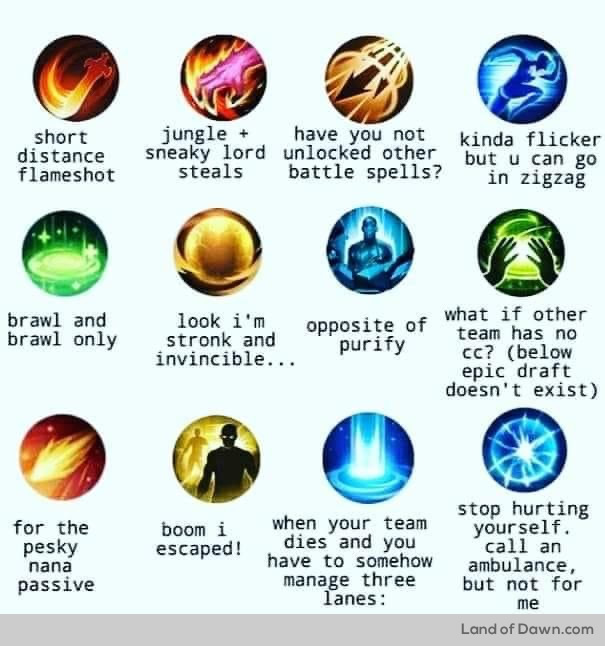 short
distance
flameshot
jungle +
sneaky lord
steals
have you not
unlocked other
battle spells?
kinda flicker
but u can go
in zigzag
brawl and
brawl only
look i'm
stronk and
invincible...
opposite of
purify
what if other
team has no
cc? (below
epic draft
doesn't exist)
for the
pesky
nana
passive
boom i
escaped!
when your team
dies and you
have to somehow
manage three
lanes:
stop hurting
yourself.
call an
ambulance,
but not for
me
Land of Dawn.com